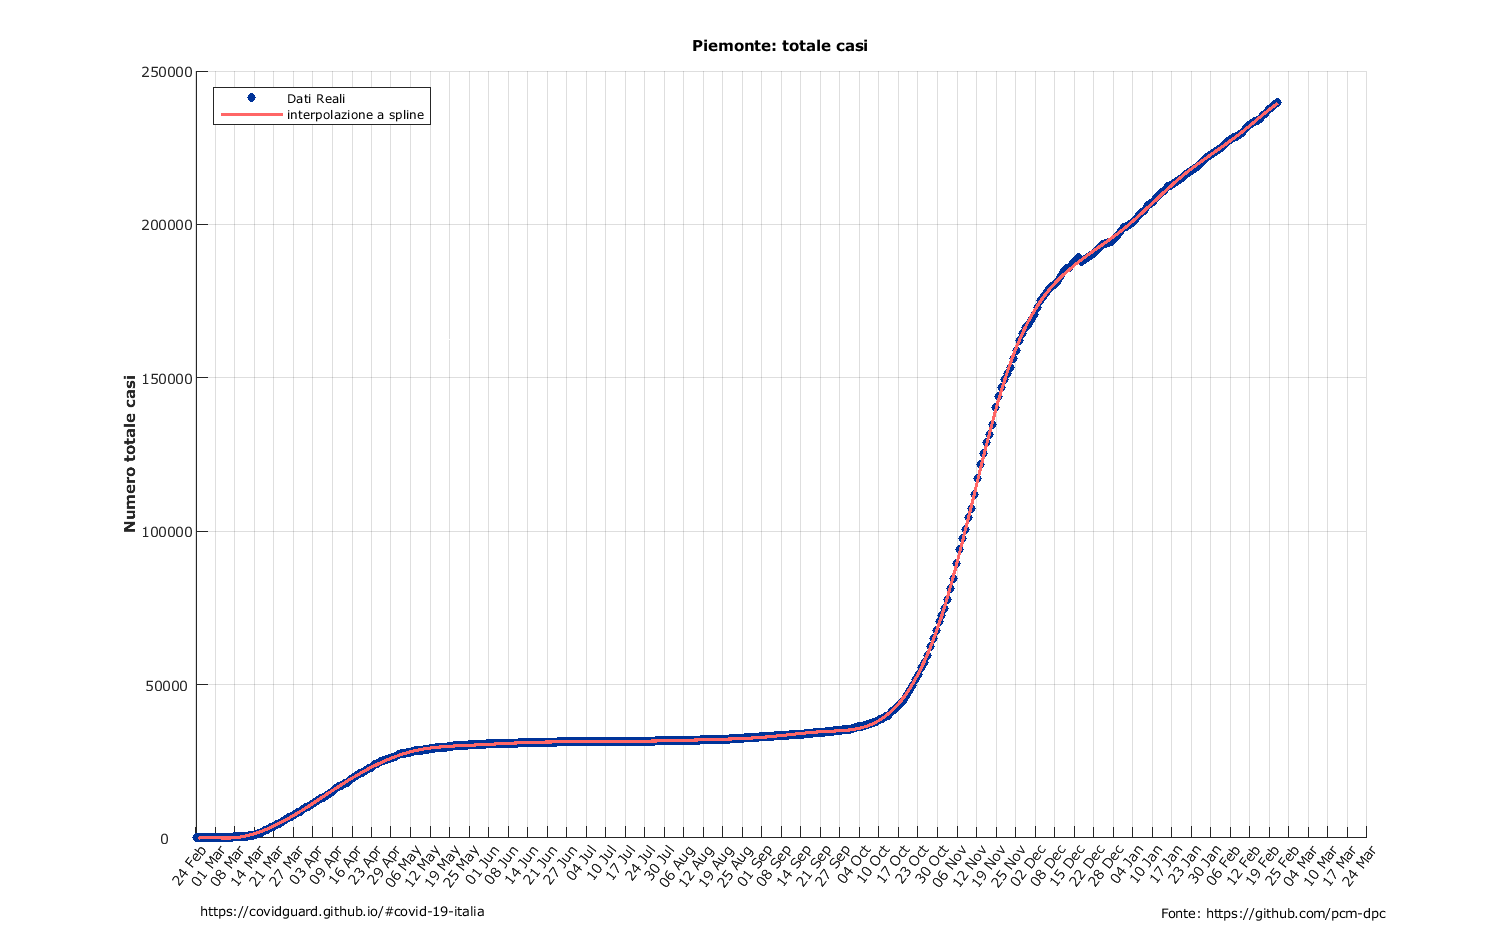 Piemonte: totale casi
250000
Dati Reali
interpolazione a spline
200000
150000
Numero totale casi
100000
50000
0
24 Feb
01 Mar
08 Mar
14 Mar
21 Mar
27 Mar
03 Apr
09 Apr
16 Apr
23 Apr
29 Apr
06 May
12 May
19 May
25 May
01 Jun
08 Jun
14 Jun
21 Jun
27 Jun
04 Jul
10 Jul
17 Jul
24 Jul
30 Jul
06 Aug
12 Aug
19 Aug
25 Aug
01 Sep
08 Sep
14 Sep
21 Sep
27 Sep
04 Oct
10 Oct
17 Oct
23 Oct
30 Oct
06 Nov
12 Nov
19 Nov
25 Nov
02 Dec
08 Dec
15 Dec
22 Dec
28 Dec
04 Jan
10 Jan
17 Jan
23 Jan
30 Jan
06 Feb
12 Feb
19 Feb
25 Feb
04 Mar
10 Mar
17 Mar
24 Mar
https://covidguard.github.io/#covid-19-italia
Fonte: https://github.com/pcm-dpc